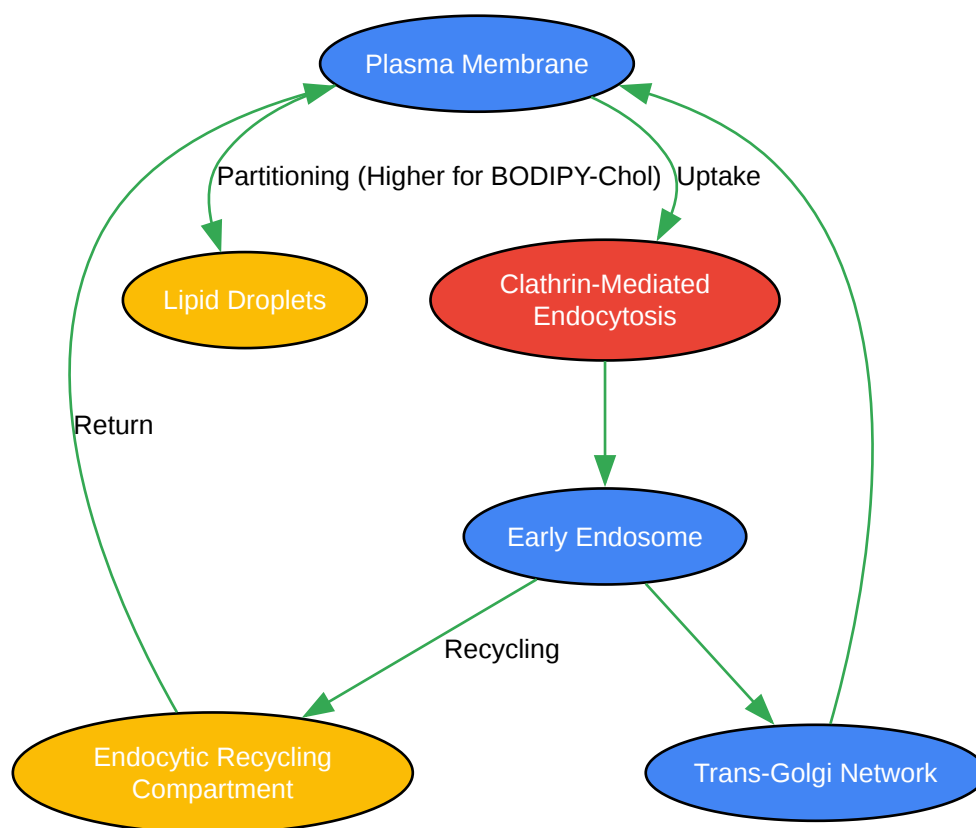 Plasma Membrane
Partitioning (Higher for BODIPY-Chol)
Uptake
Lipid Droplets
Clathrin-Mediated
Endocytosis
Return
Early Endosome
Recycling
Endocytic Recycling
Compartment
Trans-Golgi Network